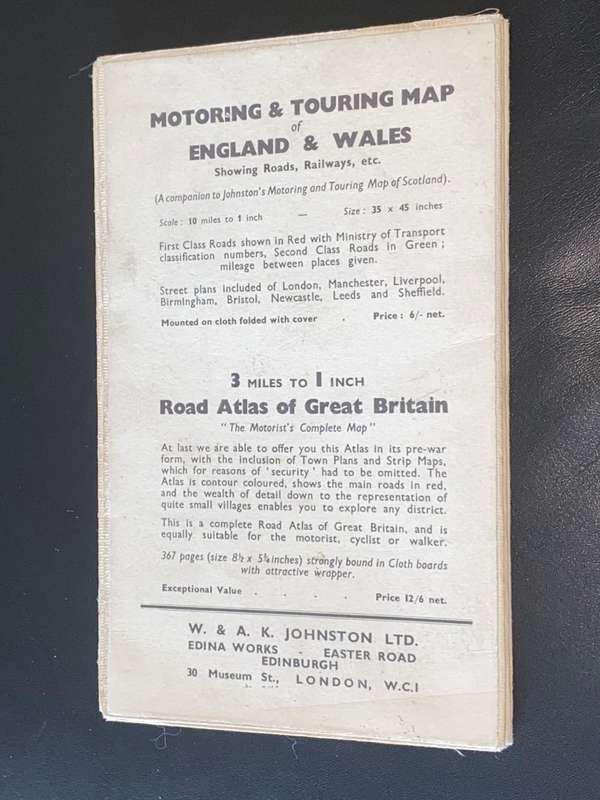 MOTORING & TOURING MAP
of
ENGLAND & WALES
Showing Roads, Railways, etc.
(A companion to Johnston's Motoring and Touring Map of Scotland).
Scale : 10 miles to 1 inch — Size : 35 x 45 inches
First Class Roads shown in Red with Ministry of Transport
classification numbers, Second Class Roads in Green ;
mileage between places given.
Street plans included of London, Manchester, Liverpool,
Birmingham, Bristol, Newcastle, Leeds and Sheffield.
Mounted on cloth folded with cover . Price : 6/- net.
3 MILES TO 1 INCH
Road Atlas of Great Britain
"The Motorist's Complete Map"
At last we are able to offer you this Atlas in its pre-war
form, with the inclusion of Town Plans and Strip Maps,
which for reasons of 'security' had to be omitted. The
Atlas is contour coloured, shows the main roads in red,
and the wealth of detail down to the representation of
quite small villages enables you to explore any district.
This is a complete Road Atlas of Great Britain, and is
equally suitable for the motorist, cyclist or walker.
367 pages (size 8½ x 5¼ inches) strongly bound in Cloth boards
with attractive wrapper.
Exceptional Value . . . . Price 12/6 net.
W. & A. K. JOHNSTON LTD.
EDINA WORKS - EASTER ROAD
EDINBURGH
30 Museum St., LONDON, W.C.1